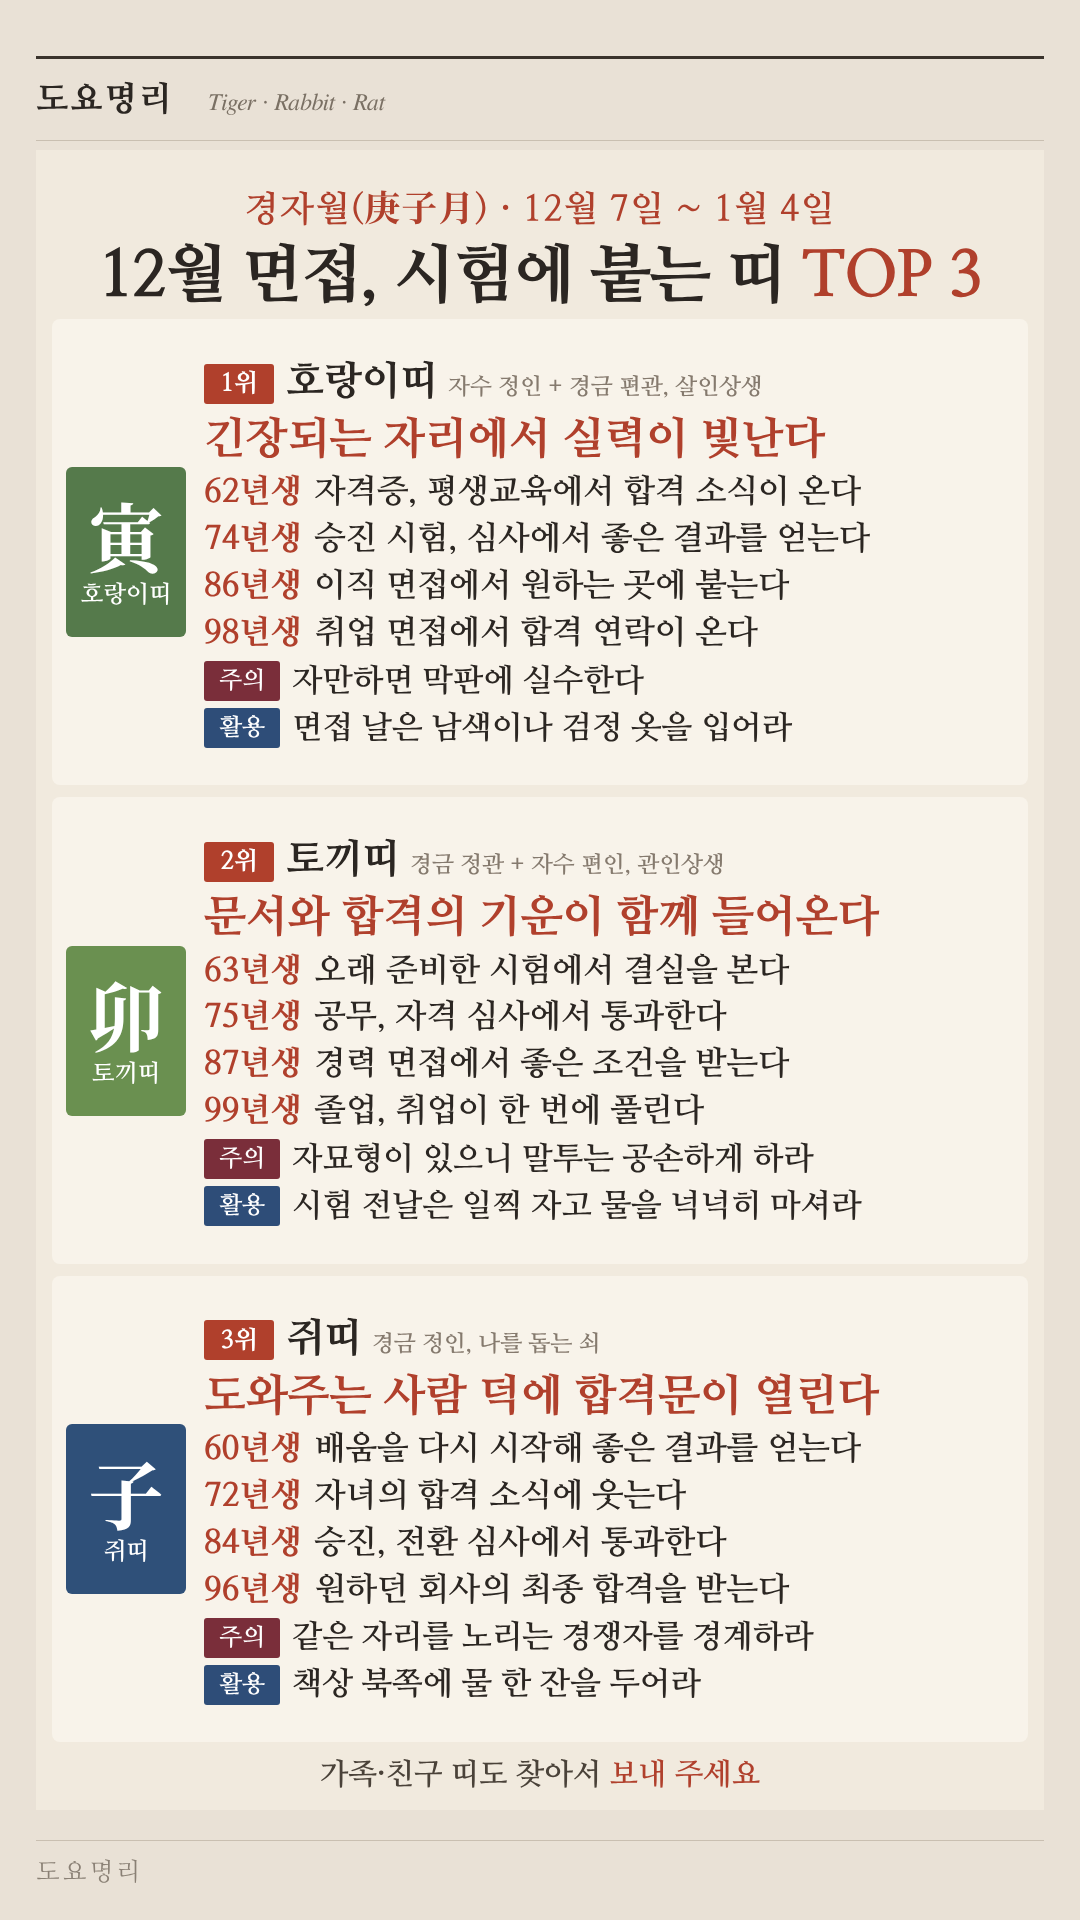 도요명리 Tiger · Rabbit · Rat
경자월(庚子月) · 12월 7일 ~ 1월 4일
12월 면접, 시험에 붙는 띠 TOP 3
寅
호랑이띠
1위 호랑이띠 자수 정인 + 경금 편관, 살인상생
긴장되는 자리에서 실력이 빛난다
62년생 자격증, 평생교육에서 합격 소식이 온다
74년생 승진 시험, 심사에서 좋은 결과를 얻는다
86년생 이직 면접에서 원하는 곳에 붙는다
98년생 취업 면접에서 합격 연락이 온다
주의 자만하면 막판에 실수한다
활용 면접 날은 남색이나 검정 옷을 입어라
卯
토끼띠
2위 토끼띠 경금 정관 + 자수 편인, 관인상생
문서와 합격의 기운이 함께 들어온다
63년생 오래 준비한 시험에서 결실을 본다
75년생 공무, 자격 심사에서 통과한다
87년생 경력 면접에서 좋은 조건을 받는다
99년생 졸업, 취업이 한 번에 풀린다
주의 자묘형이 있으니 말투는 공손하게 하라
활용 시험 전날은 일찍 자고 물을 넉넉히 마셔라
子
쥐띠
3위 쥐띠 경금 정인, 나를 돕는 쇠
도와주는 사람 덕에 합격문이 열린다
60년생 배움을 다시 시작해 좋은 결과를 얻는다
72년생 자녀의 합격 소식에 웃는다
84년생 승진, 전환 심사에서 통과한다
96년생 원하던 회사의 최종 합격을 받는다
주의 같은 자리를 노리는 경쟁자를 경계하라
활용 책상 북쪽에 물 한 잔을 두어라
가족·친구 띠도 찾아서 보내 주세요
도요명리